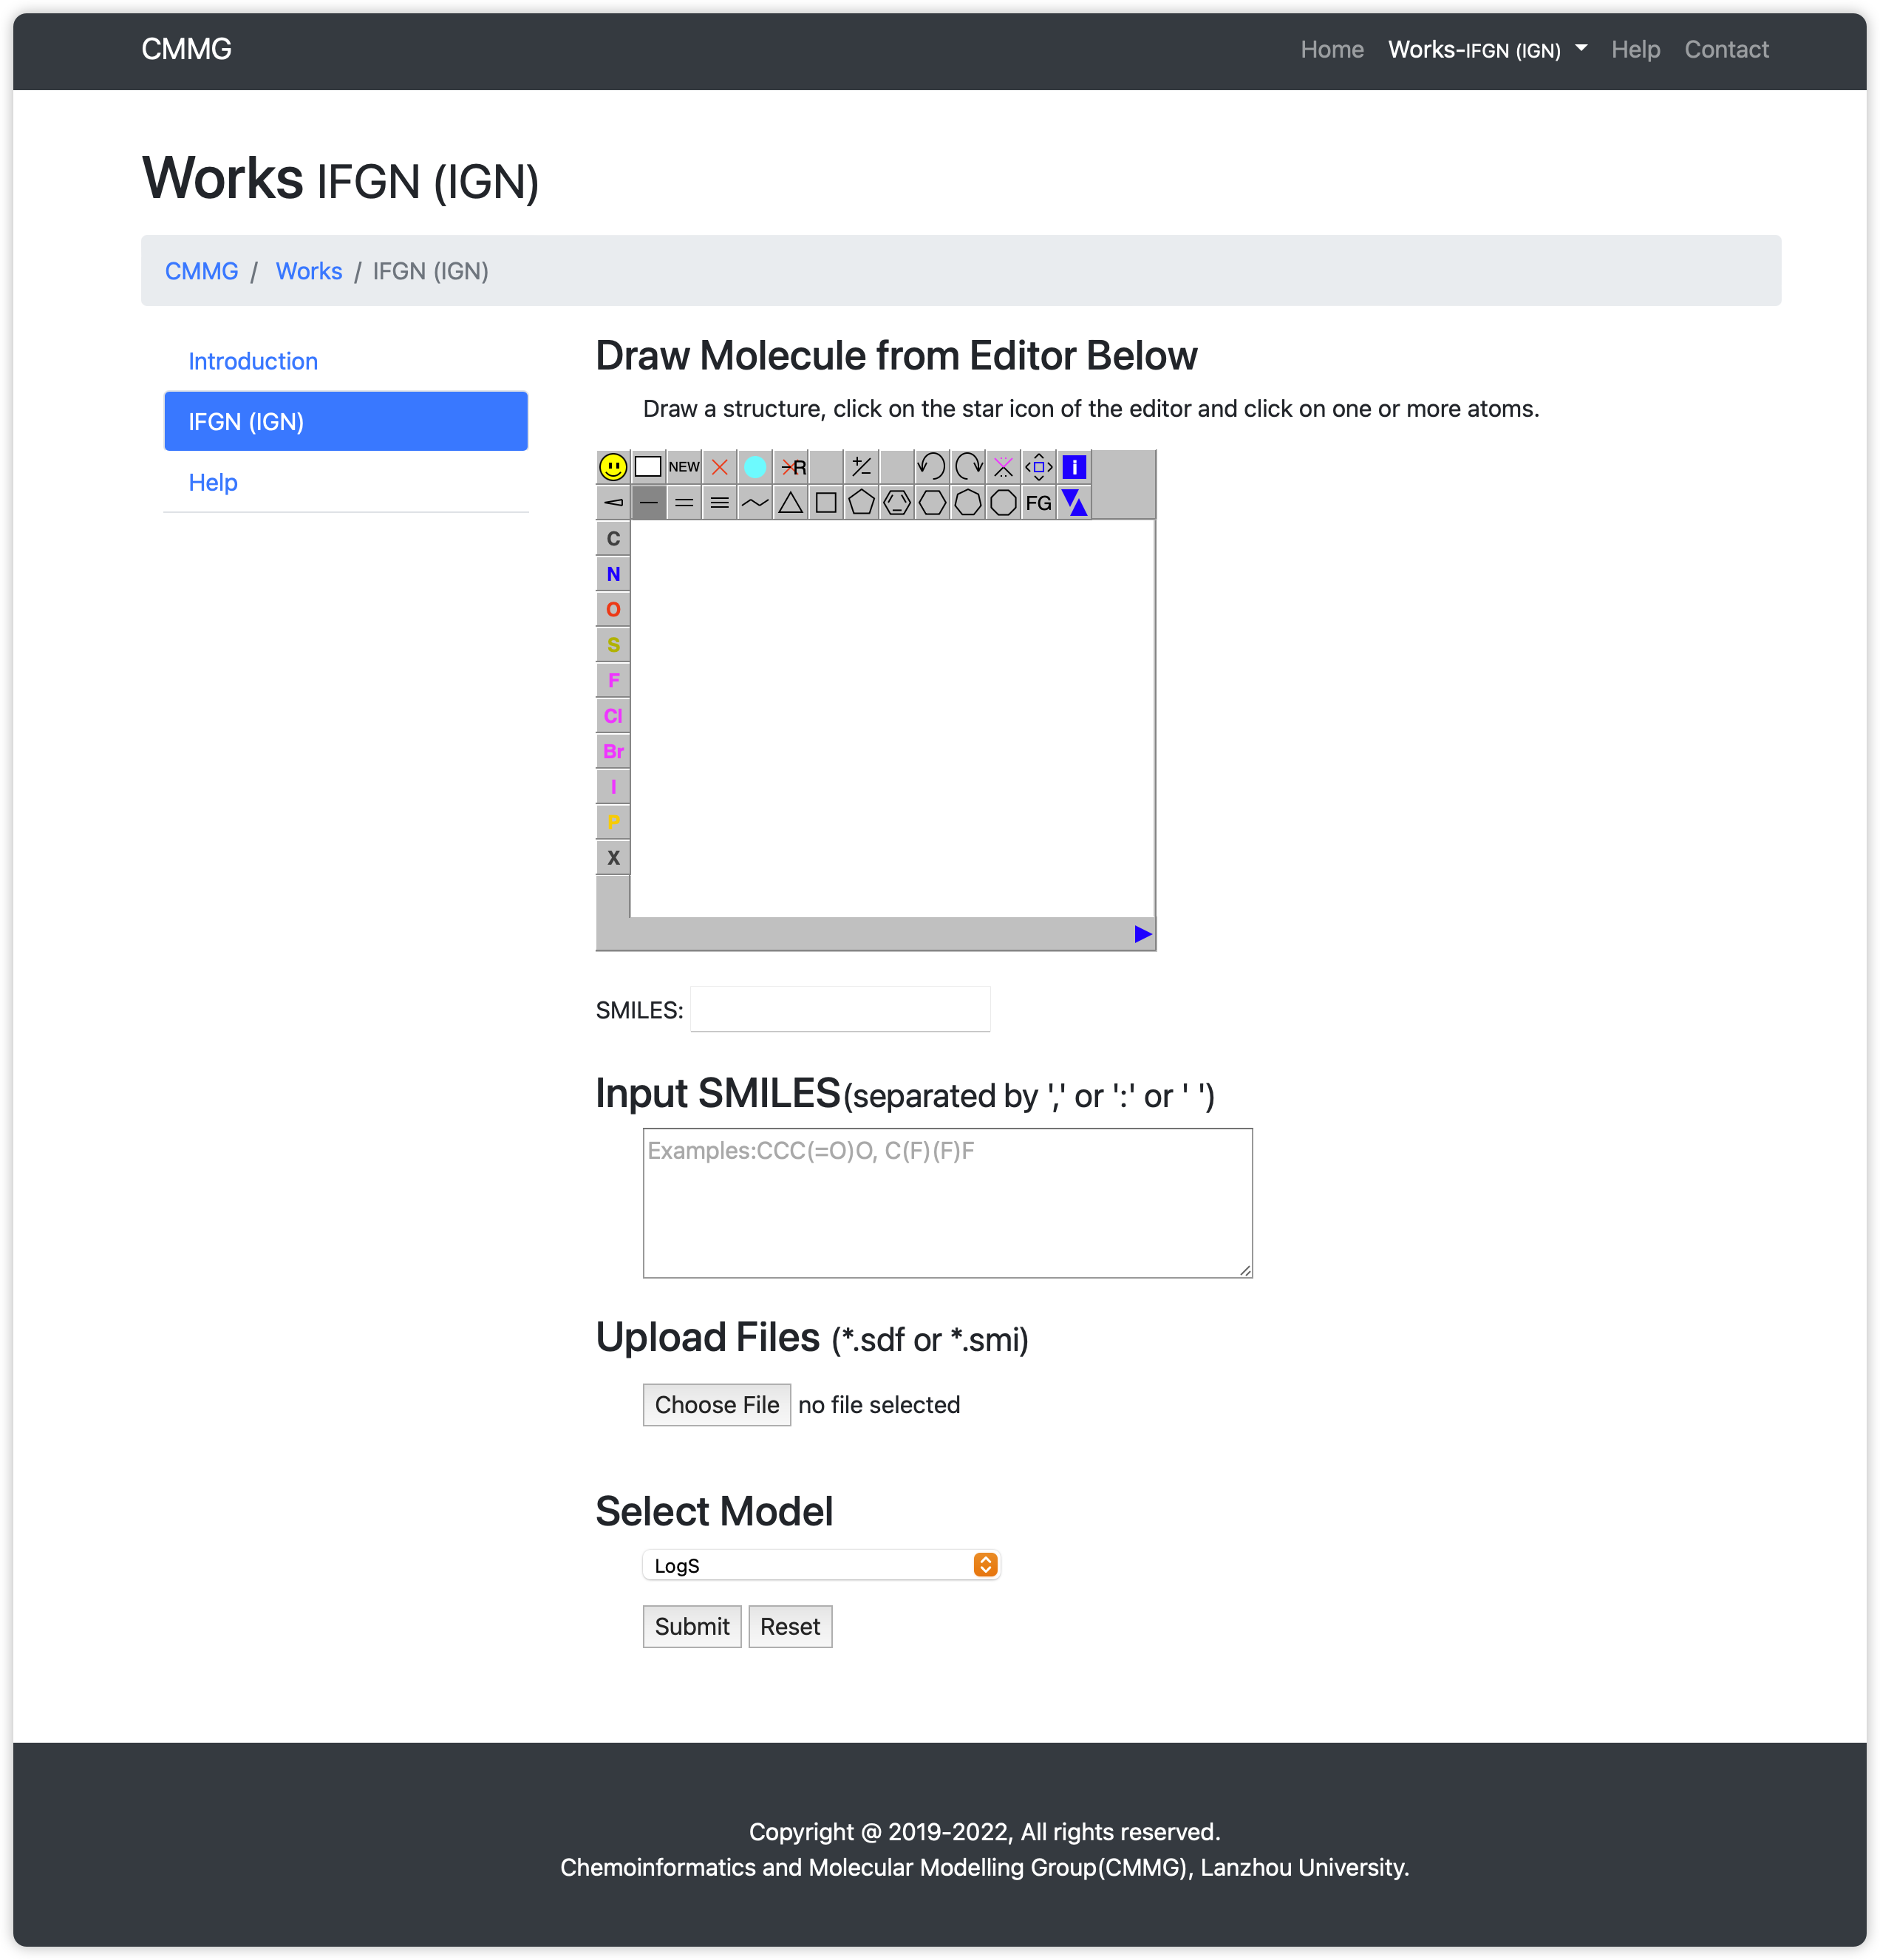 CMMG
Home Works-IFGN (IGN) Help Contact
Works IFGN (IGN)
CMMG / Works / IFGN (IGN)
Introduction
IFGN (IGN)
Help
Draw Molecule from Editor Below
Draw a structure, click on the star icon of the editor and click on one or more atoms.
NEW R +/- i
FG
C
N
O
S
F
Cl
Br
I
P
X
SMILES:
Input SMILES(separated by ',' or ':' or ' ')
Examples:CCC(=O)O, C(F)(F)F
Upload Files (*.sdf or *.smi)
Choose File no file selected
Select Model
LogS
Submit Reset
Copyright @ 2019-2022, All rights reserved.
Chemoinformatics and Molecular Modelling Group(CMMG), Lanzhou University.